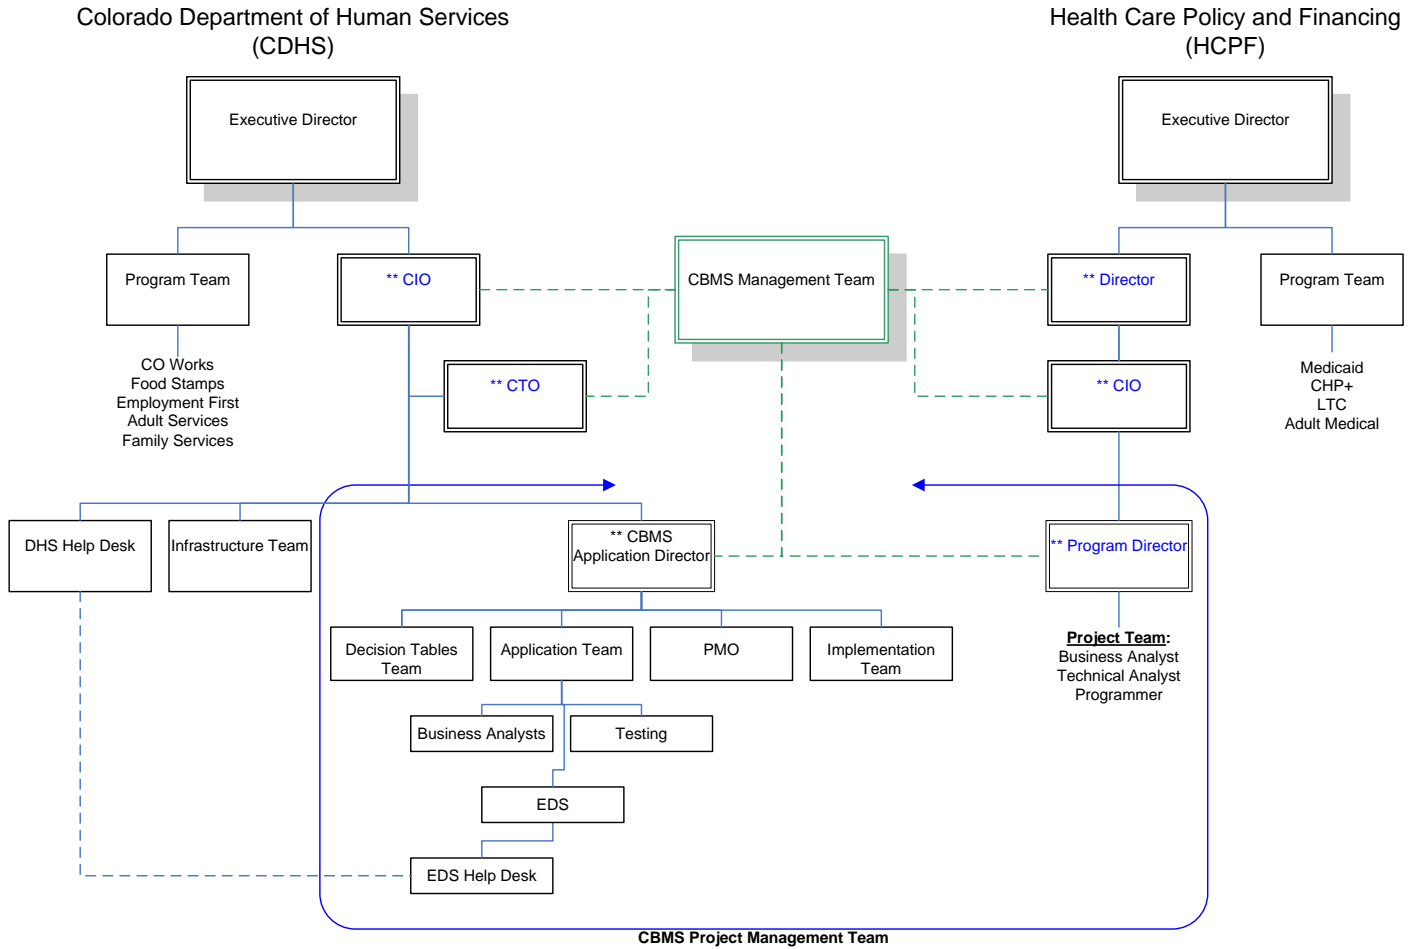 Colorado Department of Human Services
(CDHS)
Health Care Policy and Financing
(HCPF)
Executive Director
Executive Director
Program Team
** CIO
CBMS Management Team
** Director
Program Team
CO Works
Food Stamps
Employment First
Adult Services
Family Services
** CTO
** CIO
Medicaid
CHP+
LTC
Adult Medical
DHS Help Desk
Infrastructure Team
** CBMS
Application Director
** Program Director
Decision Tables
Team
Application Team
PMO
Implementation
Team
Project Team:
Business Analyst
Technical Analyst
Programmer
Business Analysts
Testing
EDS
EDS Help Desk
CBMS Project Management Team